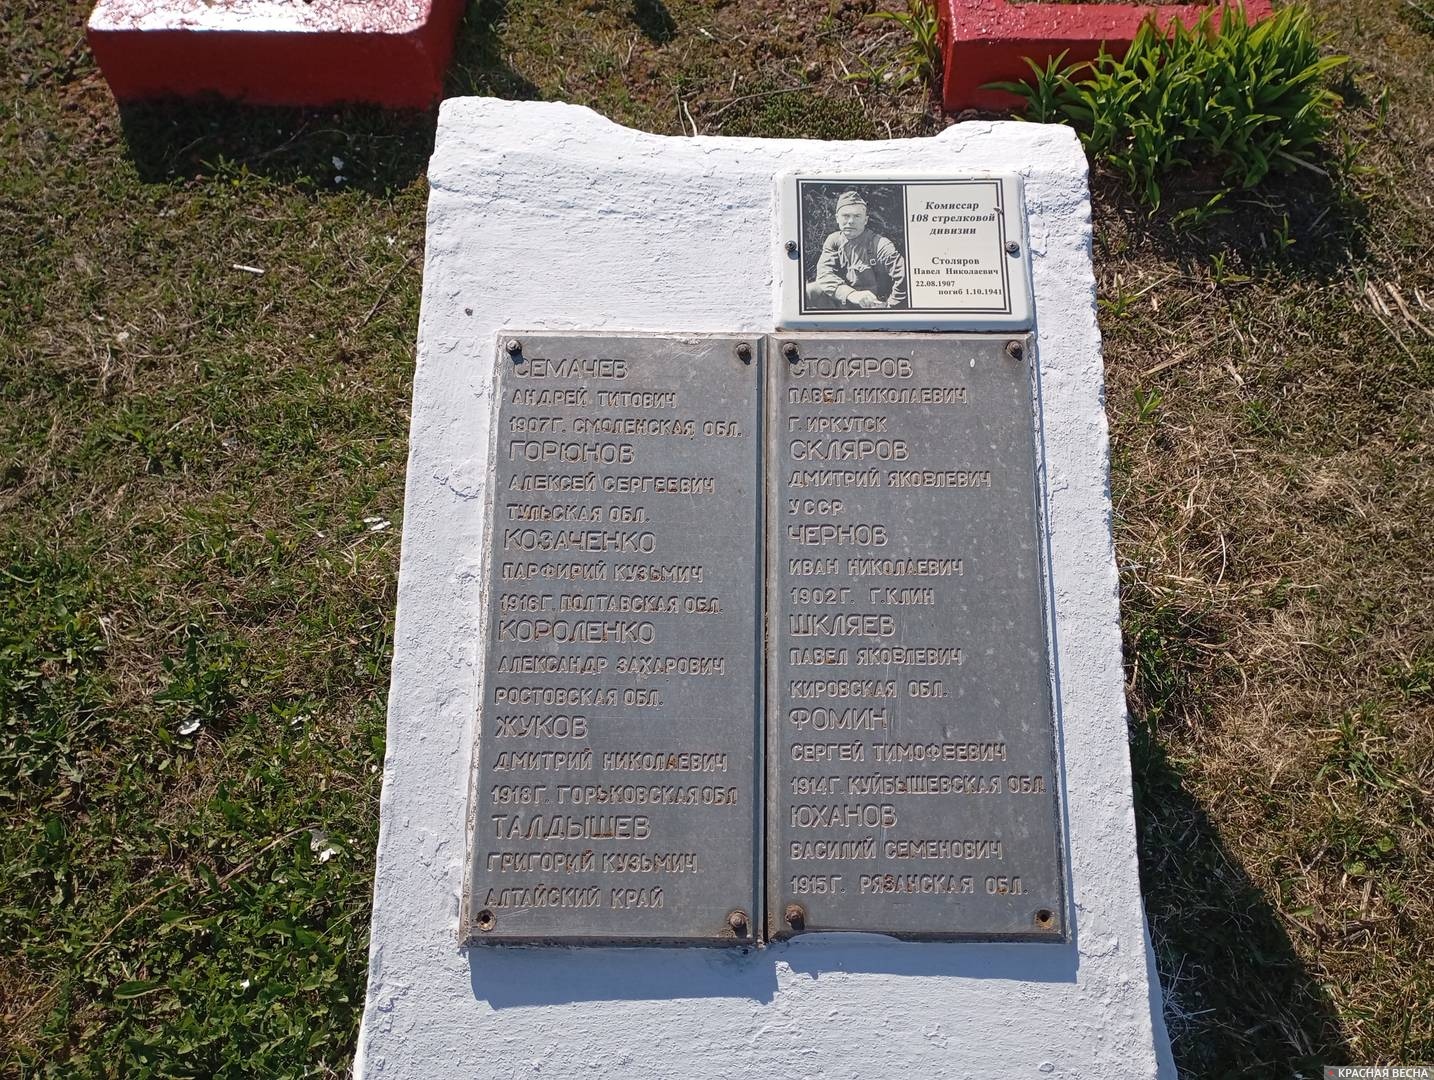 Комиссар
108 стрелковой
дивизии
Столяров
Павел Николаевич
22.08.1907
погиб 1.10.1941
СЕМАЧЕВ
АНДРЕЙ ТИТОВИЧ
1907Г. СМОЛЕНСКАЯ ОБЛ.
ГОРЮНОВ
АЛЕКСЕЙ СЕРГЕЕВИЧ
ТУЛЬСКАЯ ОБЛ.
КОЗАЧЕНКО
ПАРФИРИЙ КУЗЬМИЧ
1916Г. ПОЛТАВСКАЯ ОБЛ.
КОРОЛЕНКО
АЛЕКСАНДР ЗАХАРОВИЧ
РОСТОВСКАЯ ОБЛ.
ЖУКОВ
ДМИТРИЙ НИКОЛАЕВИЧ
1918Г. ГОРЬКОВСКАЯ ОБЛ
ТАЛДЫШЕВ
ГРИГОРИЙ КУЗЬМИЧ
АЛТАЙСКИЙ КРАЙ
СТОЛЯРОВ
ПАВЕЛ НИКОЛАЕВИЧ
Г. ИРКУТСК
СКЛЯРОВ
ДМИТРИЙ ЯКОВЛЕВИЧ
УССР
ЧЕРНОВ
ИВАН НИКОЛАЕВИЧ
1902Г. Г.КЛИН
ШКЛЯЕВ
ПАВЕЛ ЯКОВЛЕВИЧ
КИРОВСКАЯ ОБЛ.
ФОМИН
СЕРГЕЙ ТИМОФЕЕВИЧ
1914Г. КУЙБЫШЕВСКАЯ ОБЛ.
ЮХАНОВ
ВАСИЛИЙ СЕМЕНОВИЧ
1915Г. РЯЗАНСКАЯ ОБЛ.
КРАСНАЯ ВЕСНА